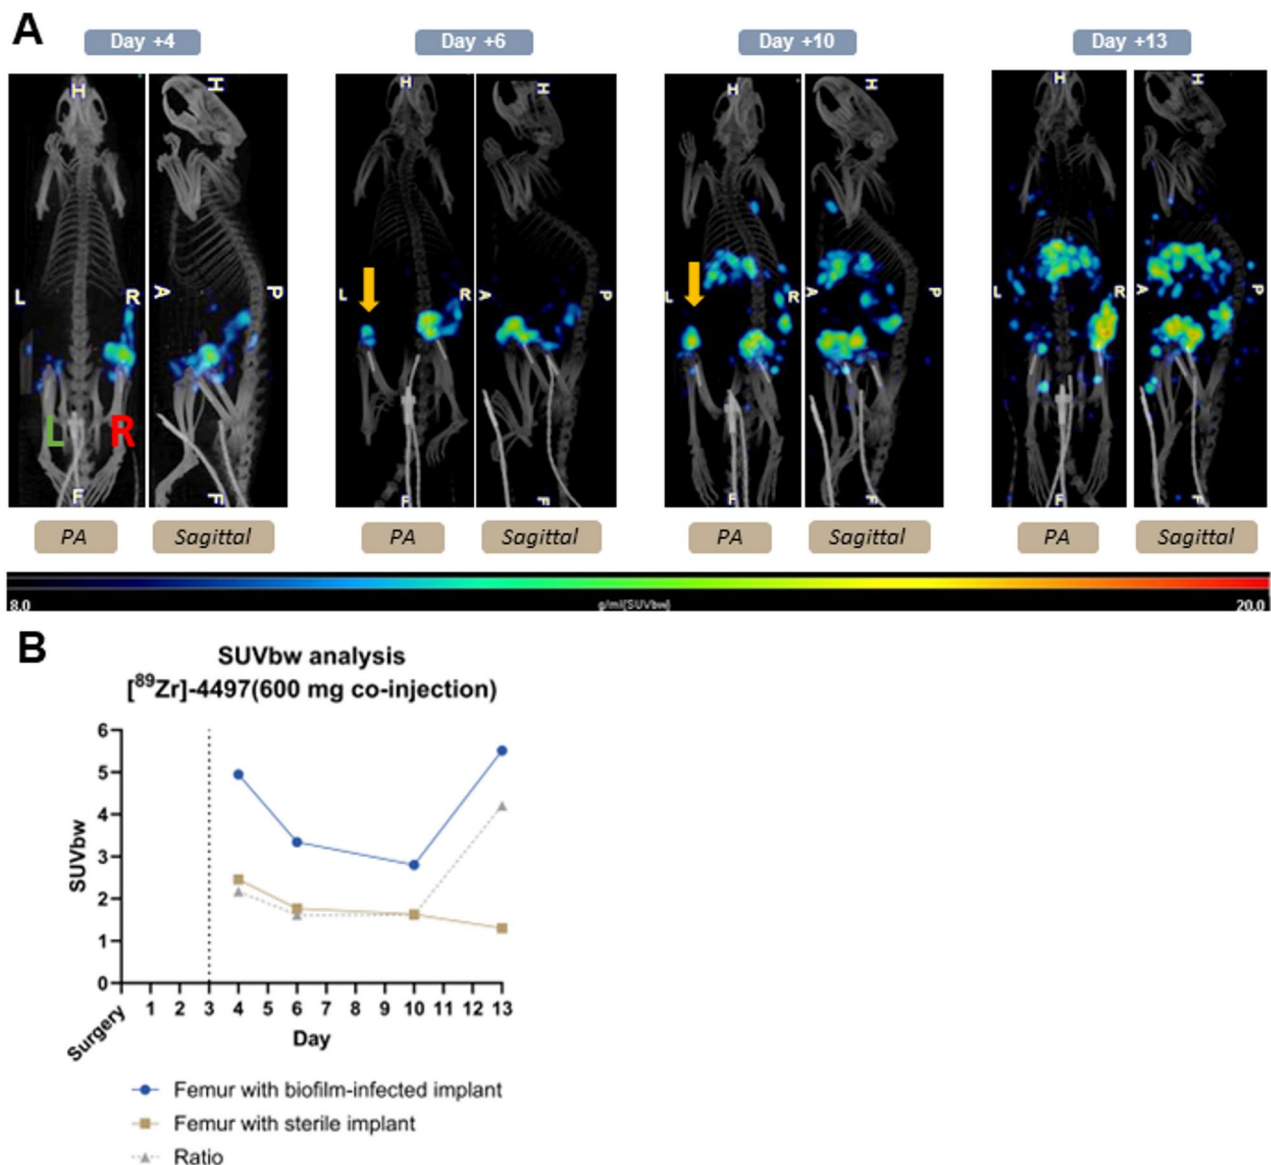 A
Day +4
Day +6
Day +10
Day +13
H
H
H
H
H
H
H
H
L
R
A
P
L
R
A
P
L
R
A
P
L
R
A
P
L
R
F
F
F
F
F
F
F
F
PA
Sagittal
PA
Sagittal
PA
Sagittal
PA
Sagittal
8.0
g/ml{SUVbw}
20.0
B
SUVbw analysis
[89Zr]-4497(600 mg co-injection)
SUVbw
6
5
4
3
2
1
0
Surgery
1 2 3 4 5 6 7 8 9 10 11 12 13
Day
Femur with biofilm-infected implant
Femur with sterile implant
Ratio